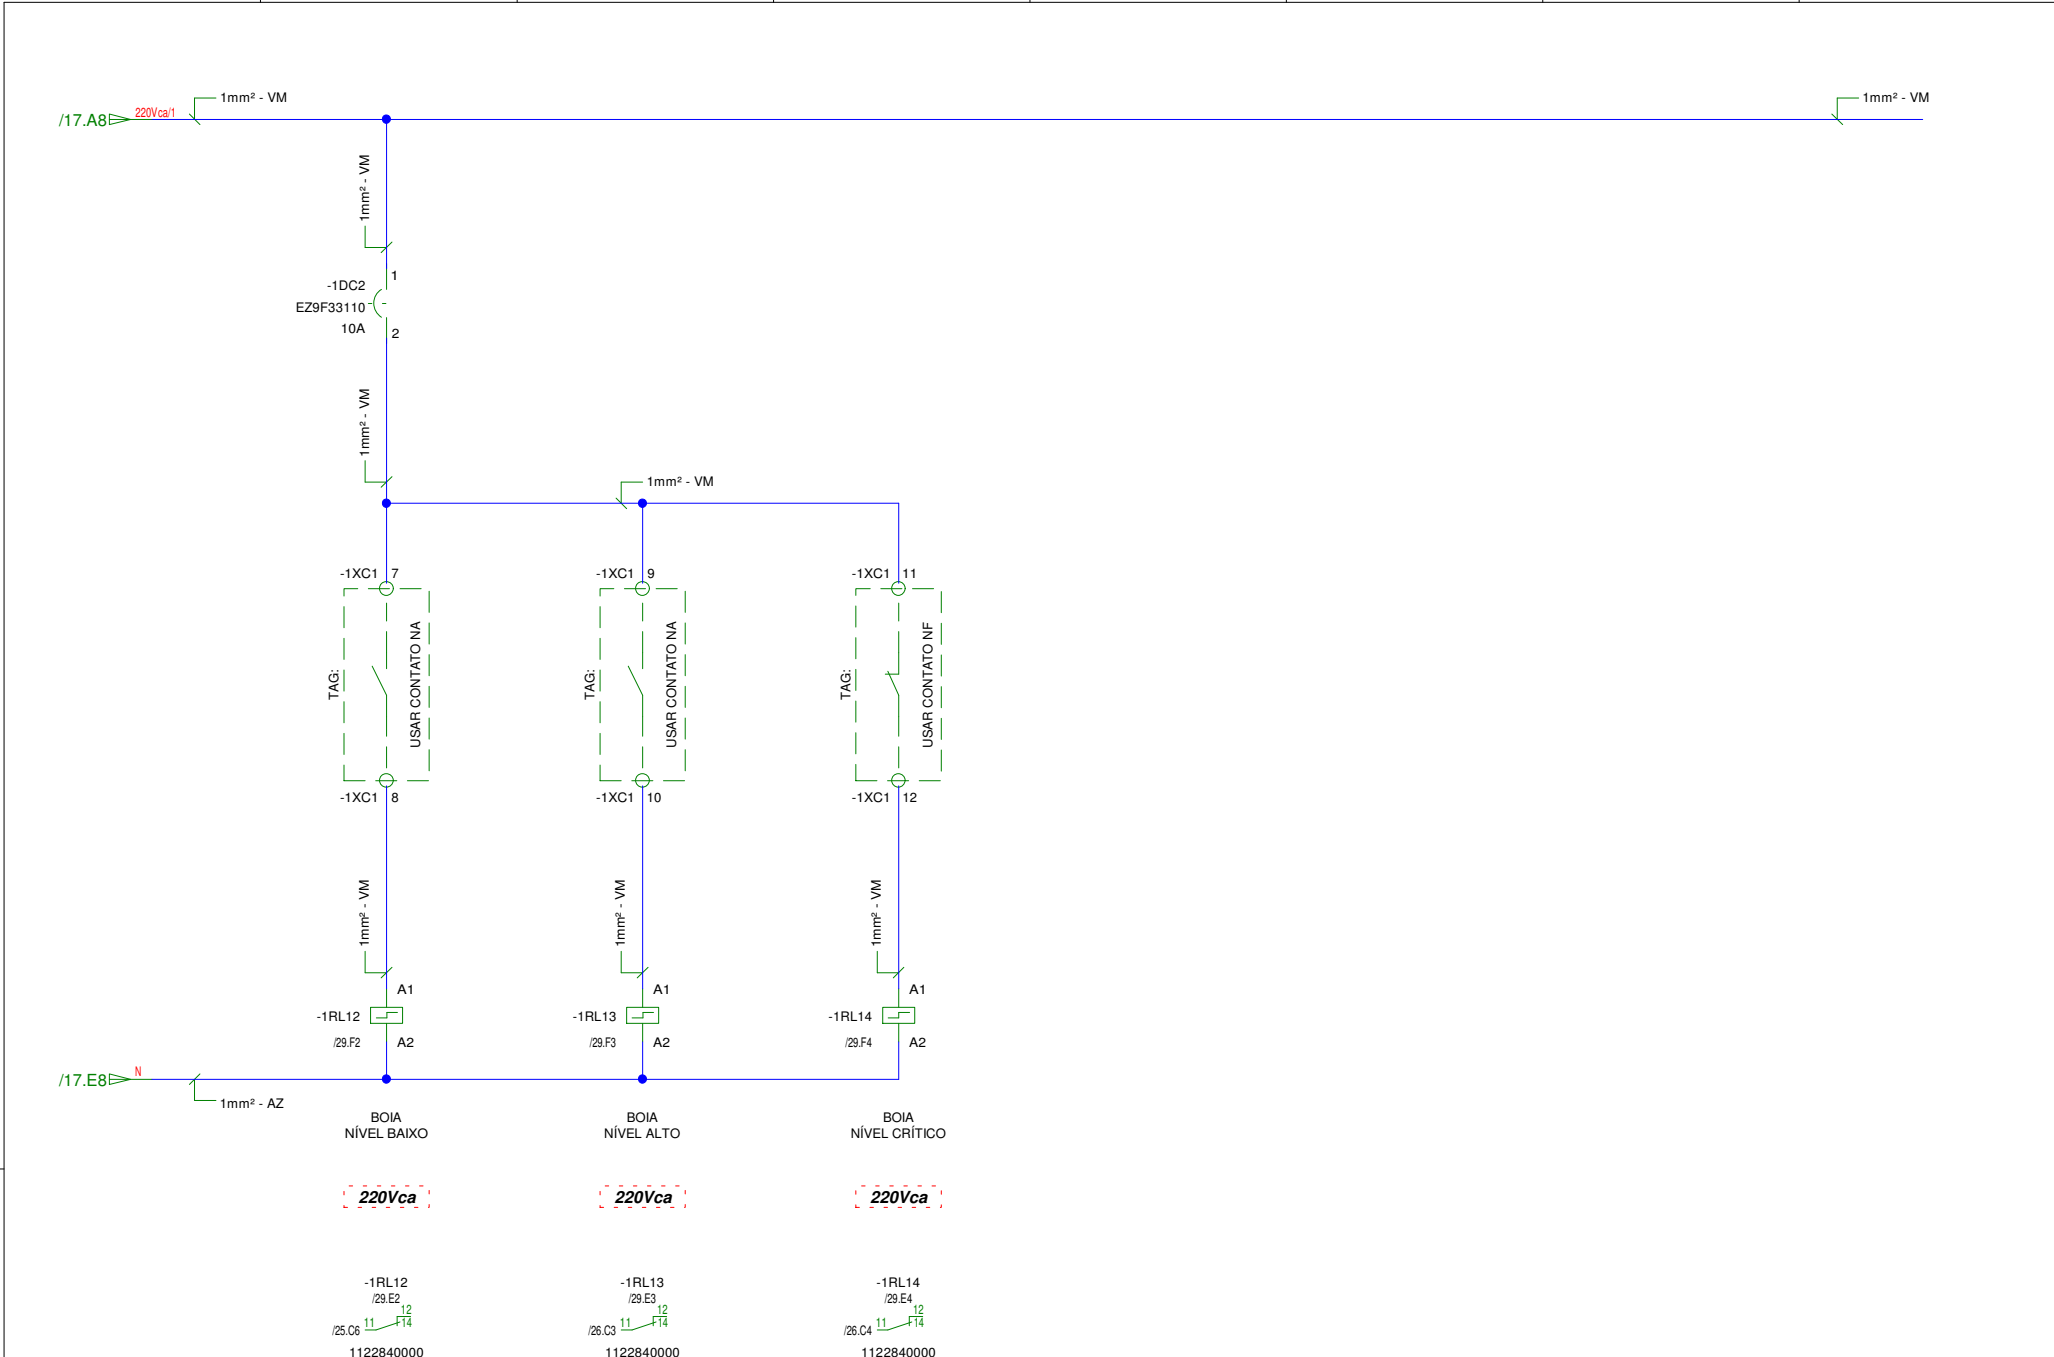 1mm² - VM
1mm² - VM
/17.A8
220Vca/1
1mm² - VM
-1DC2
EZ9F33110
10A
1
2
1mm² - VM
1mm² - VM
-1XC1 7
-1XC1 9
-1XC1 11
TAG:
USAR CONTATO NA
TAG:
USAR CONTATO NA
TAG:
USAR CONTATO NF
-1XC1 8
-1XC1 10
-1XC1 12
1mm² - VM
1mm² - VM
1mm² - VM
A1
A1
A1
-1RL12
-1RL13
-1RL14
/29.F2
A2
/29.F3
A2
/29.F4
A2
/17.E8
N
1mm² - AZ
BOIA
NÍVEL BAIXO
BOIA
NÍVEL ALTO
BOIA
NÍVEL CRÍTICO
220Vca
220Vca
220Vca
-1RL12
/29.E2
12
/25.C6 11 14
1122840000
-1RL13
/29.E3
12
/26.C3 11 14
1122840000
-1RL14
/29.E4
12
/26.C4 11 14
1122840000